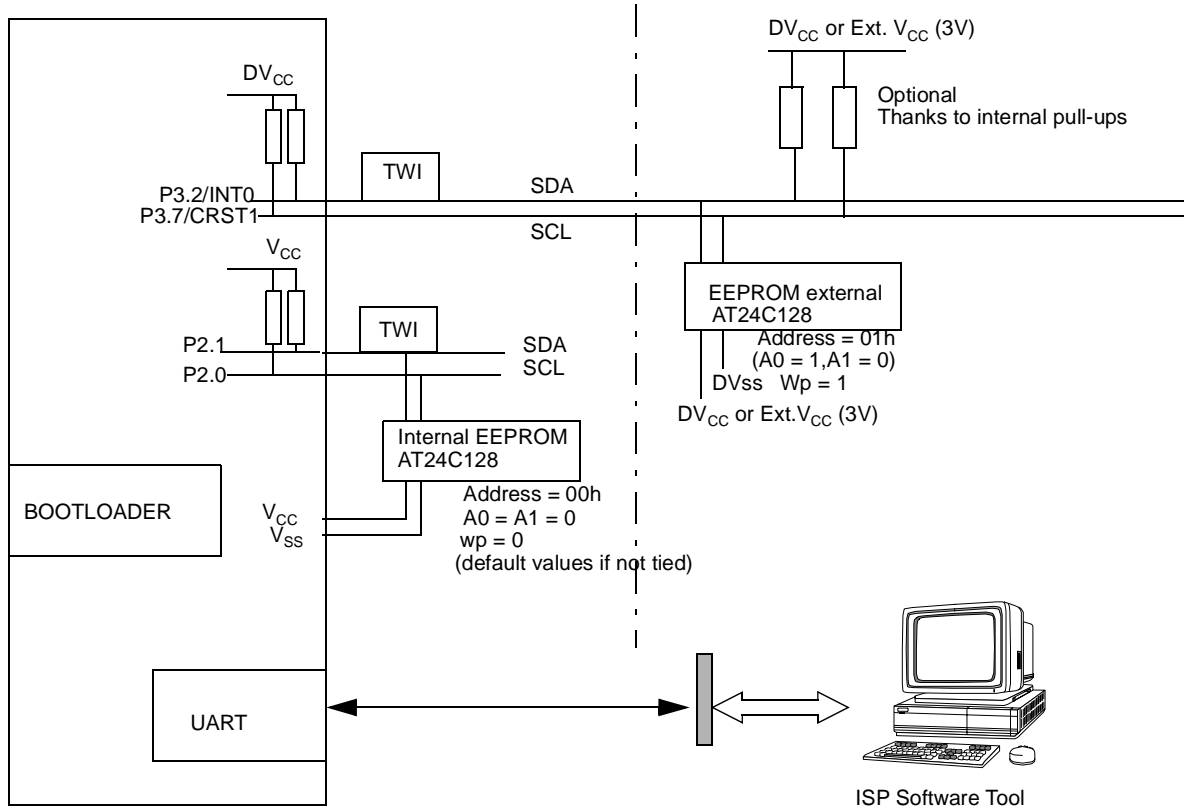 DVCC or Ext. VCC (3V)
DVCC
Optional
Thanks to internal pull-ups
TWI
P3.2/INT0
SDA
P3.7/CRST1
SCL
VCC
EEPROM external
AT24C128
TWI
Address = 01h
P2.1
SDA
(A0 = 1,A1 = 0)
P2.0
SCL
DVss Wp = 1
DVCC or Ext.VCC (3V)
Internal EEPROM
AT24C128
Address = 00h
BOOTLOADER
VCC
A0 = A1 = 0
VSS
wp = 0
(default values if not tied)
UART
ISP Software Tool